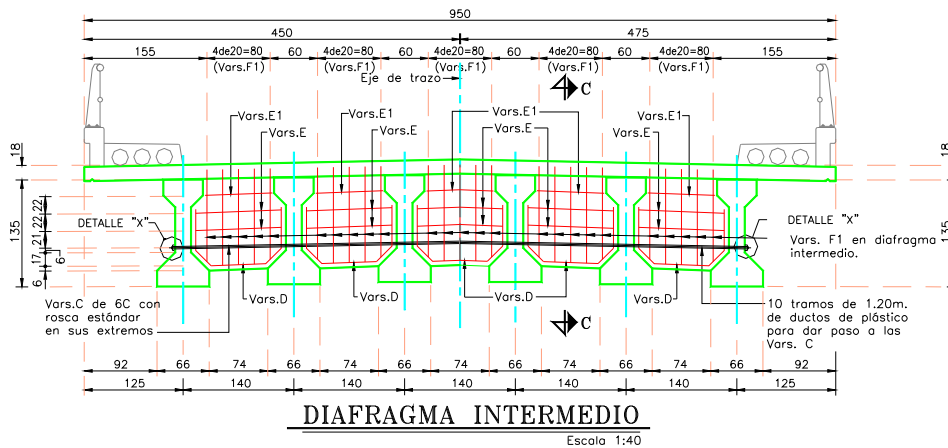 950
450 475
155 4de20=80 60 4de20=80 60 4de20=80 60 4de20=80 60 4de20=80 155
(Vars.F1) (Vars.F1) (Vars.F1) (Vars.F1) (Vars.F1)
Eje de trazo
C
Vars.E1 Vars.E1 Vars.E1 Vars.E1
Vars.E Vars.E Vars.E Vars.E
18 18
135 22 22 21 17 6 6 135
DETALLE "X" DETALLE "X"
Vars. F1 en diafragma
intermedio.
Vars.D Vars.D Vars.D Vars.D
Vars.C de 6C con
rosca estándar
en sus extremos
10 tramos de 1.20m.
de ductos de plástico
para dar paso a las
Vars. C
C
92 66 74 66 74 66 74 66 74 66 74 66 92
125 140 140 140 140 140 125
DIAFRAGMA INTERMEDIO
Escala 1:40